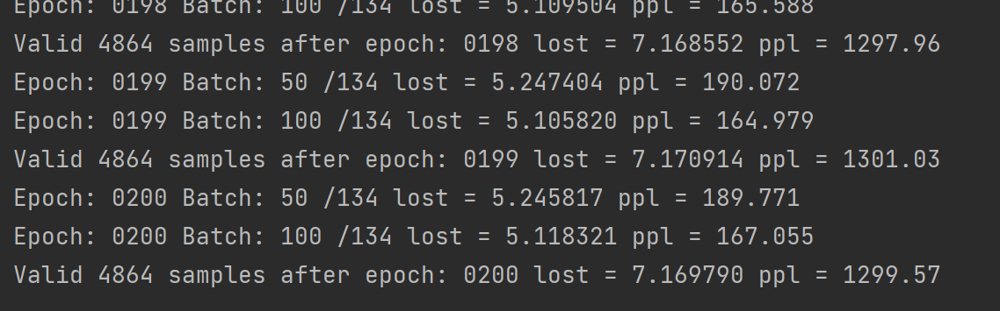 Epoch: 0198 Batch: 100 /134 lost = 5.109504 ppl = 165.588
Valid 4864 samples after epoch: 0198 lost = 7.168552 ppl = 1297.96
Epoch: 0199 Batch: 50 /134 lost = 5.247404 ppl = 190.072
Epoch: 0199 Batch: 100 /134 lost = 5.105820 ppl = 164.979
Valid 4864 samples after epoch: 0199 lost = 7.170914 ppl = 1301.03
Epoch: 0200 Batch: 50 /134 lost = 5.245817 ppl = 189.771
Epoch: 0200 Batch: 100 /134 lost = 5.118321 ppl = 167.055
Valid 4864 samples after epoch: 0200 lost = 7.169790 ppl = 1299.57